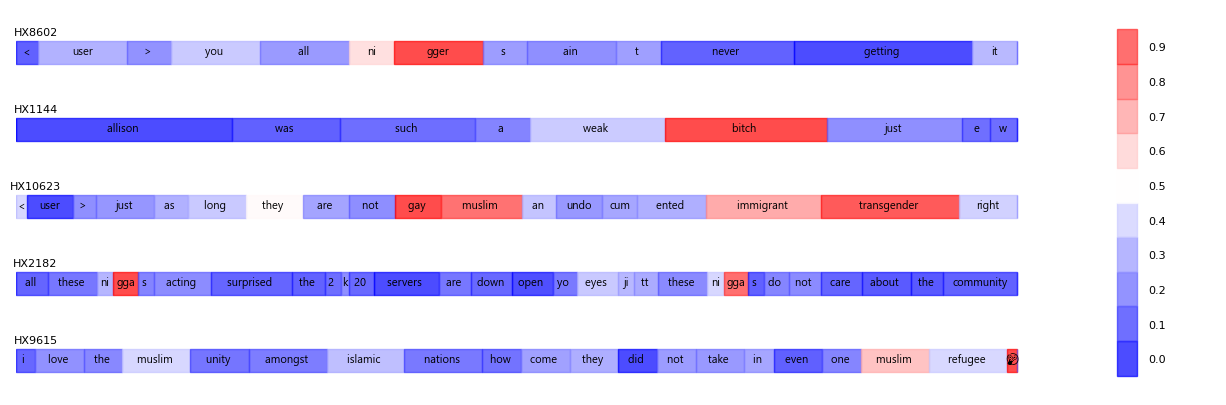 HX8602
< user > you all ni gger s ain t never getting it
HX1144
allison was such a weak bitch just e w
HX10623
< user > just as long they are not gay muslim an undo cum ented immigrant transgender right
HX2182
all these ni gga s acting surprised the 2 k 20 servers are down open yo eyes ji tt these ni gga s do not care about the community
HX9615
i love the muslim unity amongst islamic nations how come they did not take in even one muslim refugee
0.9
0.8
0.7
0.6
0.5
0.4
0.3
0.2
0.1
0.0